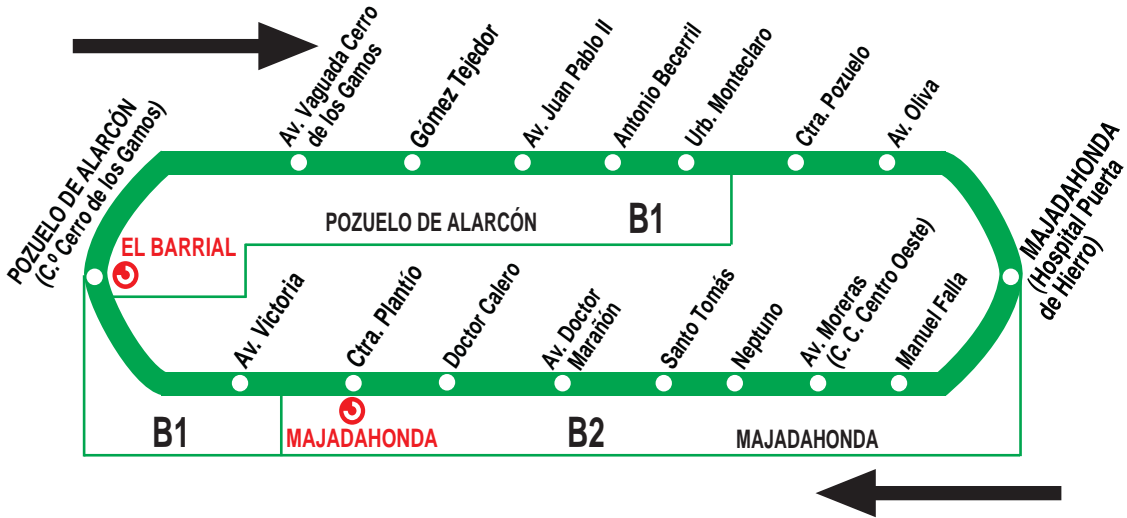 Av. Vaguada Cerro
de los Gamos
Gómez Tejedor
Av. Juan Pablo II
Antonio Becerril
Urb. Monteclaro
Ctra. Pozuelo
Av. Oliva
POZUELO DE ALARCÓN
(C.º Cerro de los Gamos)
MAJADAHONDA
(Hospital Puerta
de Hierro)
POZUELO DE ALARCÓN
B1
EL BARRIAL
Av. Victoria
Ctra. Plantío
Doctor Calero
Av. Doctor
Marañón
Santo Tomás
Neptuno
Av. Moreras
(C. C. Centro Oeste)
Manuel Falla
B1
MAJADAHONDA
B2
MAJADAHONDA